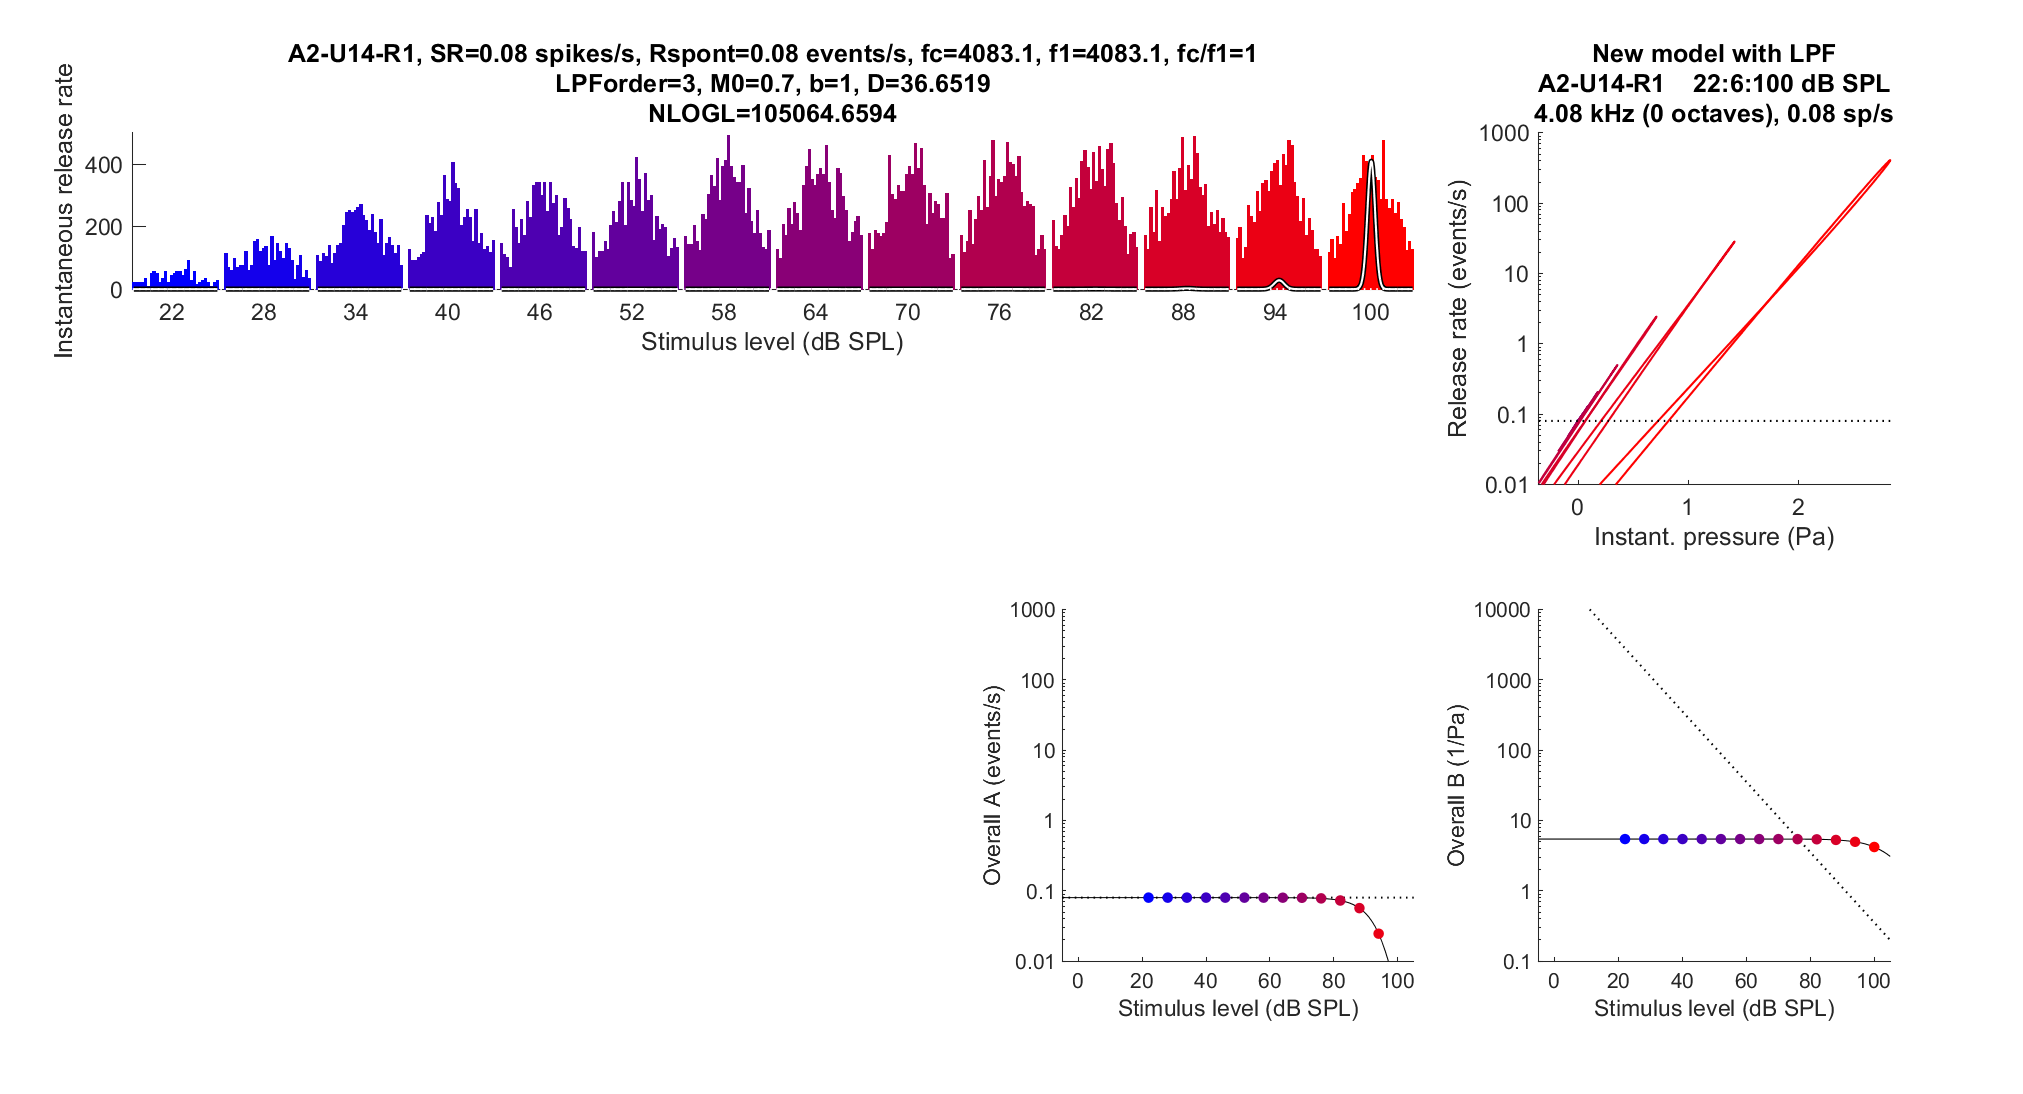 A2-U14-R1, SR=0.08 spikes/s, Rspont=0.08 events/s, fc=4083.1, f1=4083.1, fc/f1=1
LPForder=3, M0=0.7, b=1, D=36.6519
NLOGL=105064.6594
Instantaneous release rate
400
200
0
22 28 34 40 46 52 58 64 70 76 82 88 94 100
Stimulus level (dB SPL)
New model with LPF
A2-U14-R1 22:6:100 dB SPL
4.08 kHz (0 octaves), 0.08 sp/s
Release rate (events/s)
1000
100
10
1
0.1
0.01
0 1 2
Instant. pressure (Pa)
Overall A (events/s)
1000
100
10
1
0.1
0.01
0 20 40 60 80 100
Stimulus level (dB SPL)
Overall B (1/Pa)
10000
1000
100
10
1
0.1
0 20 40 60 80 100
Stimulus level (dB SPL)